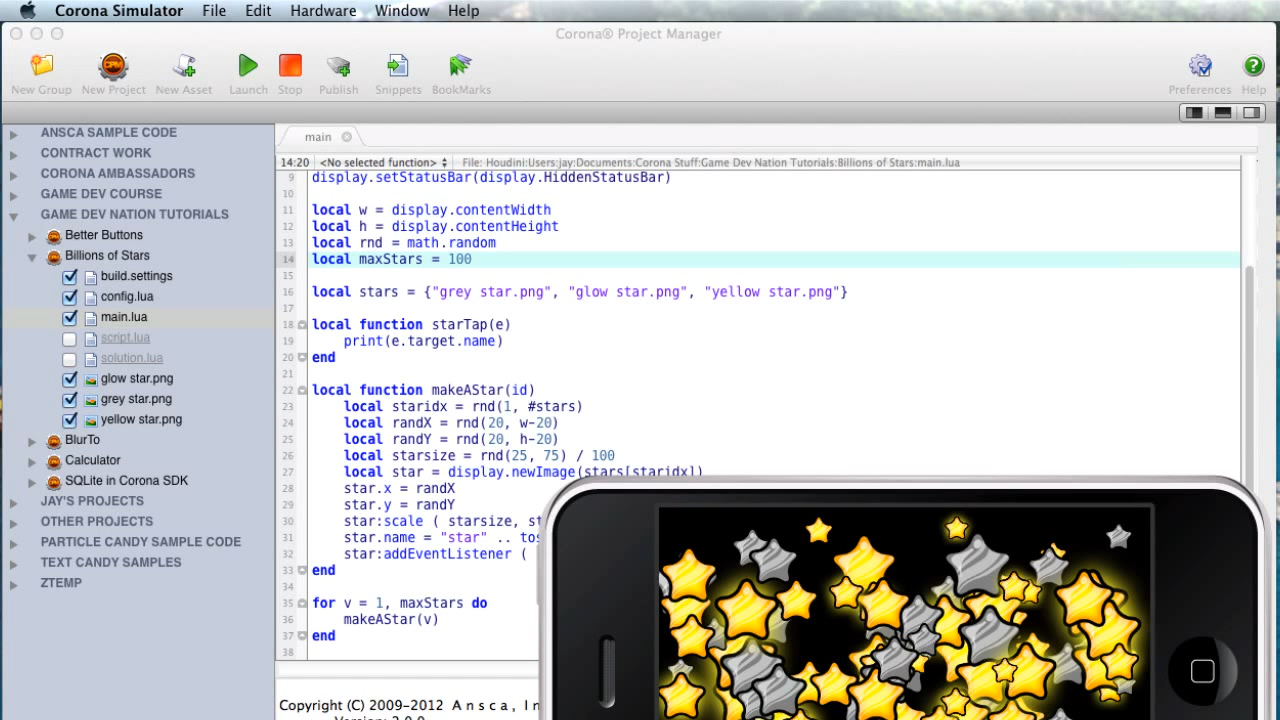 Corona Simulator File Edit Hardware Window Help
Corona® Project Manager
New Group New Project New Asset Launch Stop Publish Snippets BookMarks Preferences Help
ANSCA SAMPLE CODE
CONTRACT WORK
CORONA AMBASSADORS
GAME DEV COURSE
GAME DEV NATION TUTORIALS
Better Buttons
Billions of Stars
build.settings
config.lua
main.lua
script.lua
solution.lua
glow star.png
grey star.png
yellow star.png
BlurTo
Calculator
SQLite in Corona SDK
JAY'S PROJECTS
OTHER PROJECTS
PARTICLE CANDY SAMPLE CODE
TEXT CANDY SAMPLES
ZTEMP
main
14:20 <No selected function> File: Houdini:Users:jay:Documents:Corona Stuff:Game Dev Nation Tutorials:Billions of Stars:main.lua
9 display.setStatusBar(display.HiddenStatusBar)
10
11 local w = display.contentWidth
12 local h = display.contentHeight
13 local rnd = math.random
14 local maxStars = 100
15
16 local stars = {"grey star.png", "glow star.png", "yellow star.png"}
17
18 local function starTap(e)
19 print(e.target.name)
20 end
21
22 local function makeAStar(id)
23 local staridx = rnd(1, #stars)
24 local randX = rnd(20, w-20)
25 local randY = rnd(20, h-20)
26 local starsize = rnd(25, 75) / 100
27 local star = display.newImage(stars[staridx])
28 star.x = randX
29 star.y = randY
30 star:scale ( starsize, st
31 star.name = "star" .. tos
32 star:addEventListener (
33 end
34
35 for v = 1, maxStars do
36 makeAStar(v)
37 end
38
Copyright (C) 2009-2012 A n s c a , I n